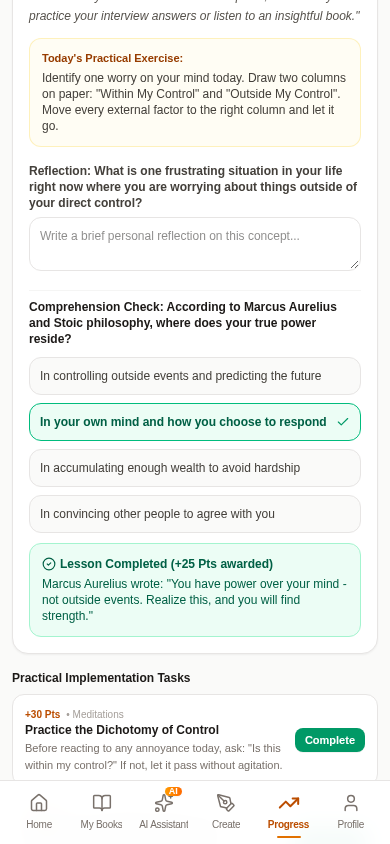 practice your interview answers or listen to an insightful book."
Today's Practical Exercise:
Identify one worry on your mind today. Draw two columns
on paper: "Within My Control" and "Outside My Control".
Move every external factor to the right column and let it
go.
Reflection: What is one frustrating situation in your life
right now where you are worrying about things outside of
your direct control?
Write a brief personal reflection on this concept...
Comprehension Check: According to Marcus Aurelius
and Stoic philosophy, where does your true power
reside?
In controlling outside events and predicting the future
In your own mind and how you choose to respond
In accumulating enough wealth to avoid hardship
In convincing other people to agree with you
Lesson Completed (+25 Pts awarded)
Marcus Aurelius wrote: "You have power over your mind -
not outside events. Realize this, and you will find
strength."
Practical Implementation Tasks
+30 Pts • Meditations
Practice the Dichotomy of Control
Before reacting to any annoyance today, ask: "Is this
within my control?" If not, let it pass without agitation.
Complete
AI
Home My Books AI Assistant Create Progress Profile